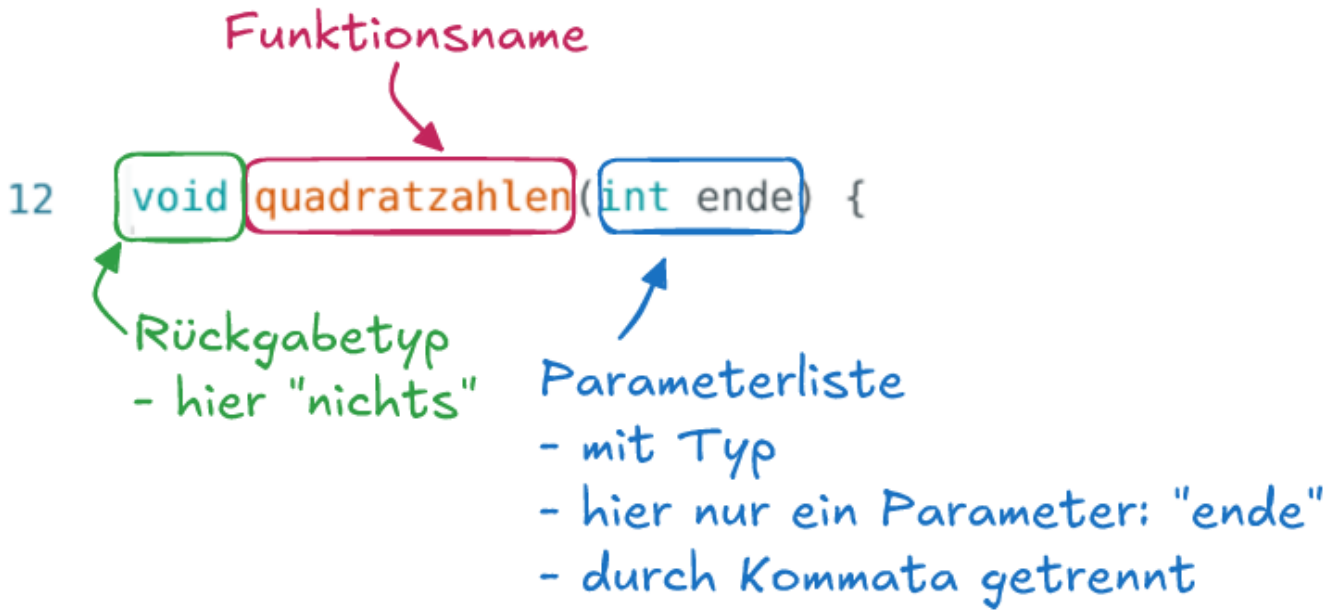 Funktionsname
12 void quadratzahlen(int ende) {
Rückgabetyp
- hier "nichts"
Parameterliste
- mit Typ
- hier nur ein Parameter: "ende"
- durch Kommata getrennt